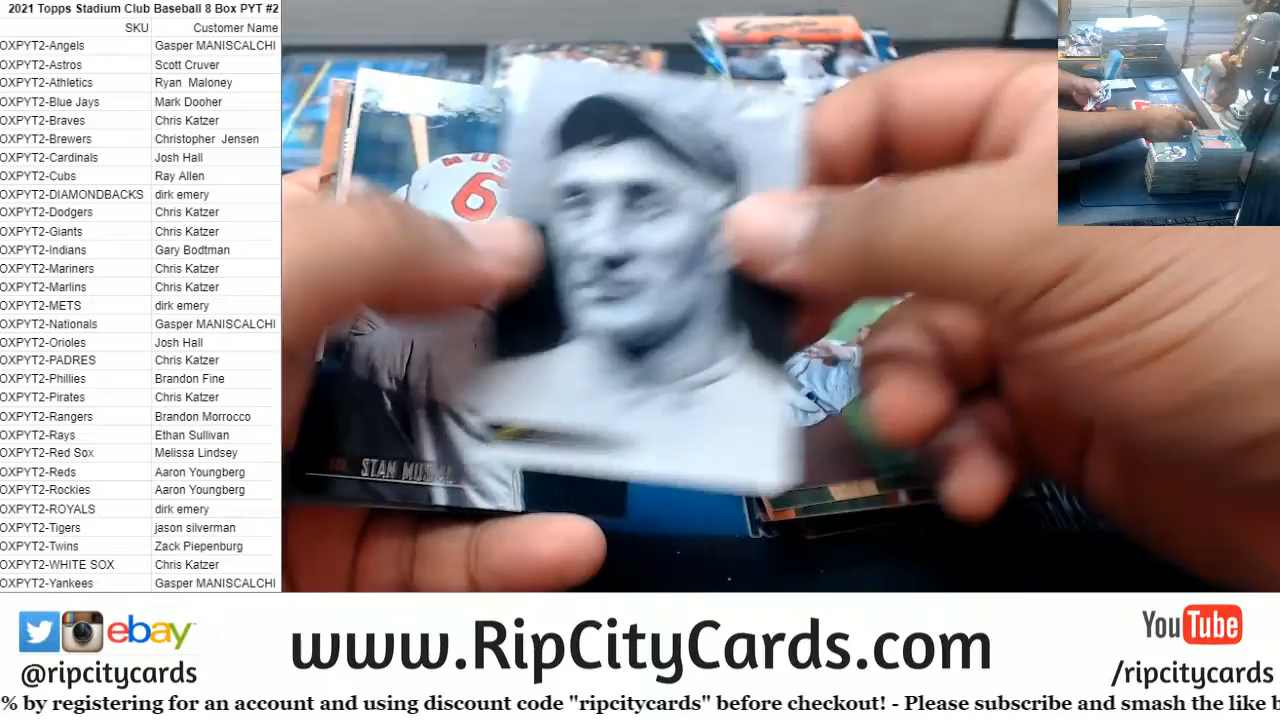 2021 Topps Stadium Club Baseball 8 Box PYT #2
SKU Customer Name
OXPYT2-Angels Gasper MANISCALCHI
OXPYT2-Astros Scott Cruver
OXPYT2-Athletics Ryan Maloney
OXPYT2-Blue Jays Mark Dooher
OXPYT2-Braves Chris Katzer
OXPYT2-Brewers Christopher Jensen
OXPYT2-Cardinals Josh Hall
OXPYT2-Cubs Ray Allen
OXPYT2-DIAMONDBACKS dirk emery
OXPYT2-Dodgers Chris Katzer
OXPYT2-Giants Chris Katzer
OXPYT2-Indians Gary Bodtman
OXPYT2-Mariners Chris Katzer
OXPYT2-Marlins Chris Katzer
OXPYT2-METS dirk emery
OXPYT2-Nationals Gasper MANISCALCHI
OXPYT2-Orioles Josh Hall
OXPYT2-PADRES Chris Katzer
OXPYT2-Phillies Brandon Fine
OXPYT2-Pirates Chris Katzer
OXPYT2-Rangers Brandon Morrocco
OXPYT2-Rays Ethan Sullivan
OXPYT2-Red Sox Melissa Lindsey
OXPYT2-Reds Aaron Youngberg
OXPYT2-Rockies Aaron Youngberg
OXPYT2-ROYALS dirk emery
OXPYT2-Tigers jason silverman
OXPYT2-Twins Zack Piepenburg
OXPYT2-WHITE SOX Chris Katzer
OXPYT2-Yankees Gasper MANISCALCHI
6
STAN
ebay
@ripcitycards
www.RipCityCards.com
YouTube
/ripcitycards
% by registering for an account and using discount code "ripcitycards" before checkout! - Please subscribe and smash the like